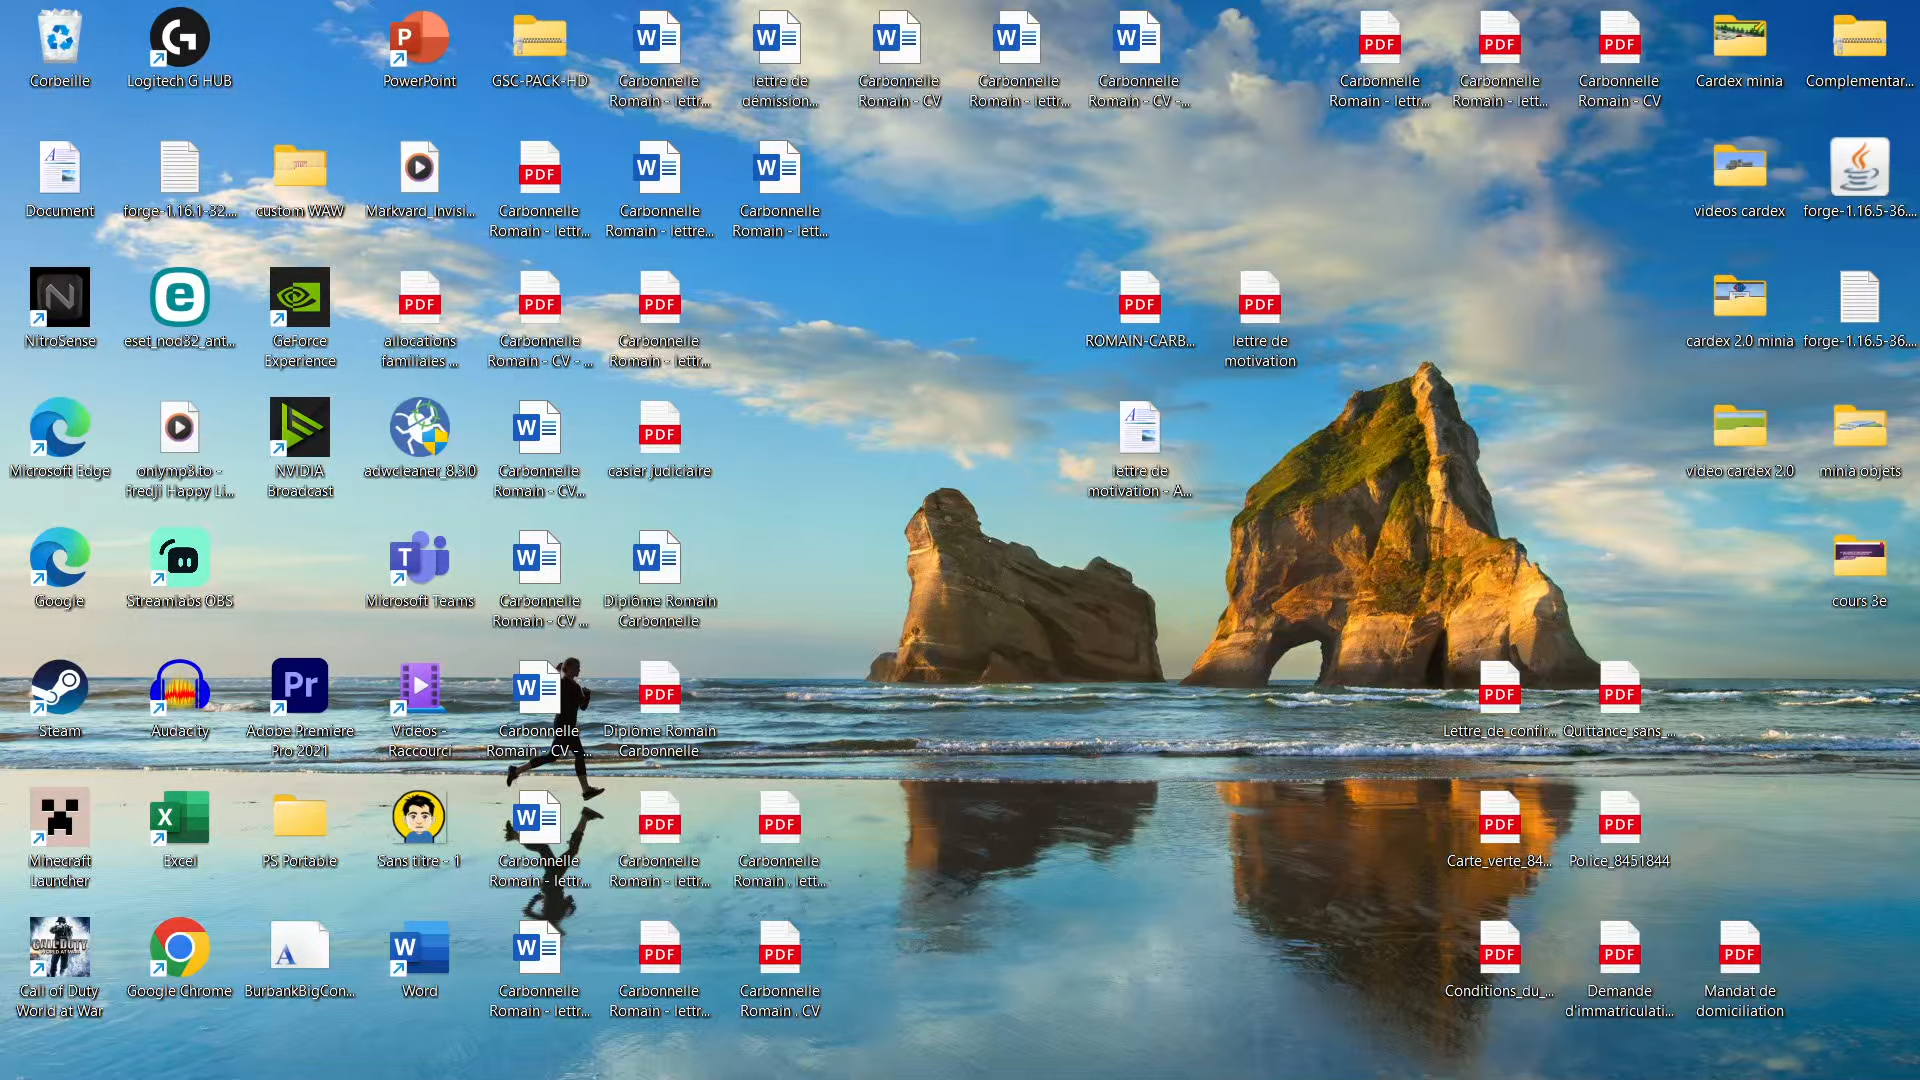 Corbeille
Logitech G HUB
PowerPoint
GSC-PACK-HD
Carbonnelle
Romain - lettr...
lettre de
démission...
Carbonnelle
Romain - CV
Carbonnelle
Romain - lettr...
Carbonnelle
Romain - CV -...
Carbonnelle
Romain - lettr...
Carbonnelle
Romain - lett...
Carbonnelle
Romain - CV
Cardex minia
Complementar...
Document
forge-1.16.1-32....
custom WAW
Markvard_Invisi...
Carbonnelle
Romain - lettr...
Carbonnelle
Romain - lettre...
Carbonnelle
Romain - lett...
videos cardex
forge-1.16.5-36....
NitroSense
eset_nod32_ant...
GeForce
Experience
allocations
familiales ...
Carbonnelle
Romain - CV - ...
Carbonnelle
Romain - lettr...
ROMAIN-CARB...
lettre de
motivation
cardex 2.0 minia
forge-1.16.5-36....
Microsoft Edge
onlymp3.to -
Fredji Happy Li...
NVIDIA
Broadcast
adwcleaner_8.3.0
Carbonnelle
Romain - CV...
casier judiciaire
lettre de
motivation - A...
video cardex 2.0
minia objets
Google
Streamlabs OBS
Microsoft Teams
Carbonnelle
Romain - CV ...
Diplôme Romain
Carbonnelle
cours 3e
Steam
Audacity
Adobe Premiere
Pro 2021
Vidéos -
Raccourci
Carbonnelle
Romain - CV - ...
Diplôme Romain
Carbonnelle
Lettre_de_confir...
Quittance_sans_...
Minecraft
Launcher
Excel
PS Portable
Sans titre - 1
Carbonnelle
Romain - lettr...
Carbonnelle
Romain - lettr...
Carbonnelle
Romain . lett...
Carte_verte_84...
Police_8451844
Call of Duty
World at War
Google Chrome
BurbankBigCon...
Word
Carbonnelle
Romain - lettr...
Carbonnelle
Romain - lettr...
Carbonnelle
Romain . CV
Conditions_du_...
Demande
d'immatriculati...
Mandat de
domiciliation